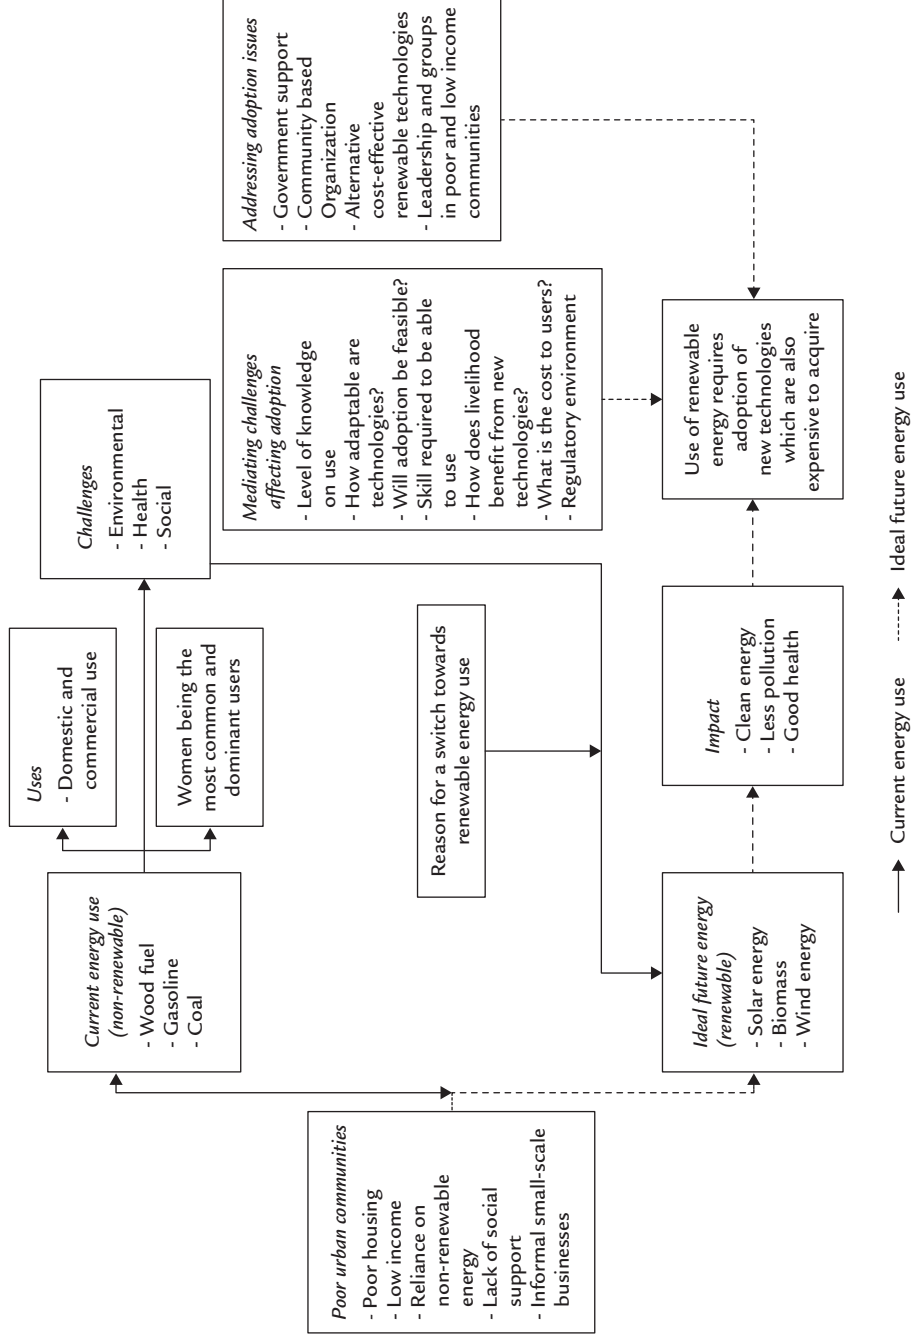 Poor urban communities
- Poor housing
- Low income
- Reliance on
non-renewable
energy
- Lack of social
support
- Informal small-scale
businesses
Current energy use
(non-renewable)
- Wood fuel
- Gasoline
- Coal
Uses
- Domestic and
commercial use
Women being the
most common and
dominant users
Challenges
- Environmental
- Health
- Social
Reason for a switch towards
renewable energy use
Ideal future energy
(renewable)
- Solar energy
- Biomass
- Wind energy
Impact
- Clean energy
- Less pollution
- Good health
Mediating challenges
affecting adoption
- Level of knowledge
on use
- How adaptable are
technologies?
- Will adoption be feasible?
- Skill required to be able
to use
- How does livelihood
benefit from new
technologies?
- What is the cost to users?
- Regulatory environment
Addressing adoption issues
- Government support
- Community based
Organization
- Alternative
cost-effective
renewable technologies
- Leadership and groups
in poor and low income
communities
Use of renewable
energy requires
adoption of
new technologies
which are also
expensive to acquire
Current energy use
Ideal future energy use